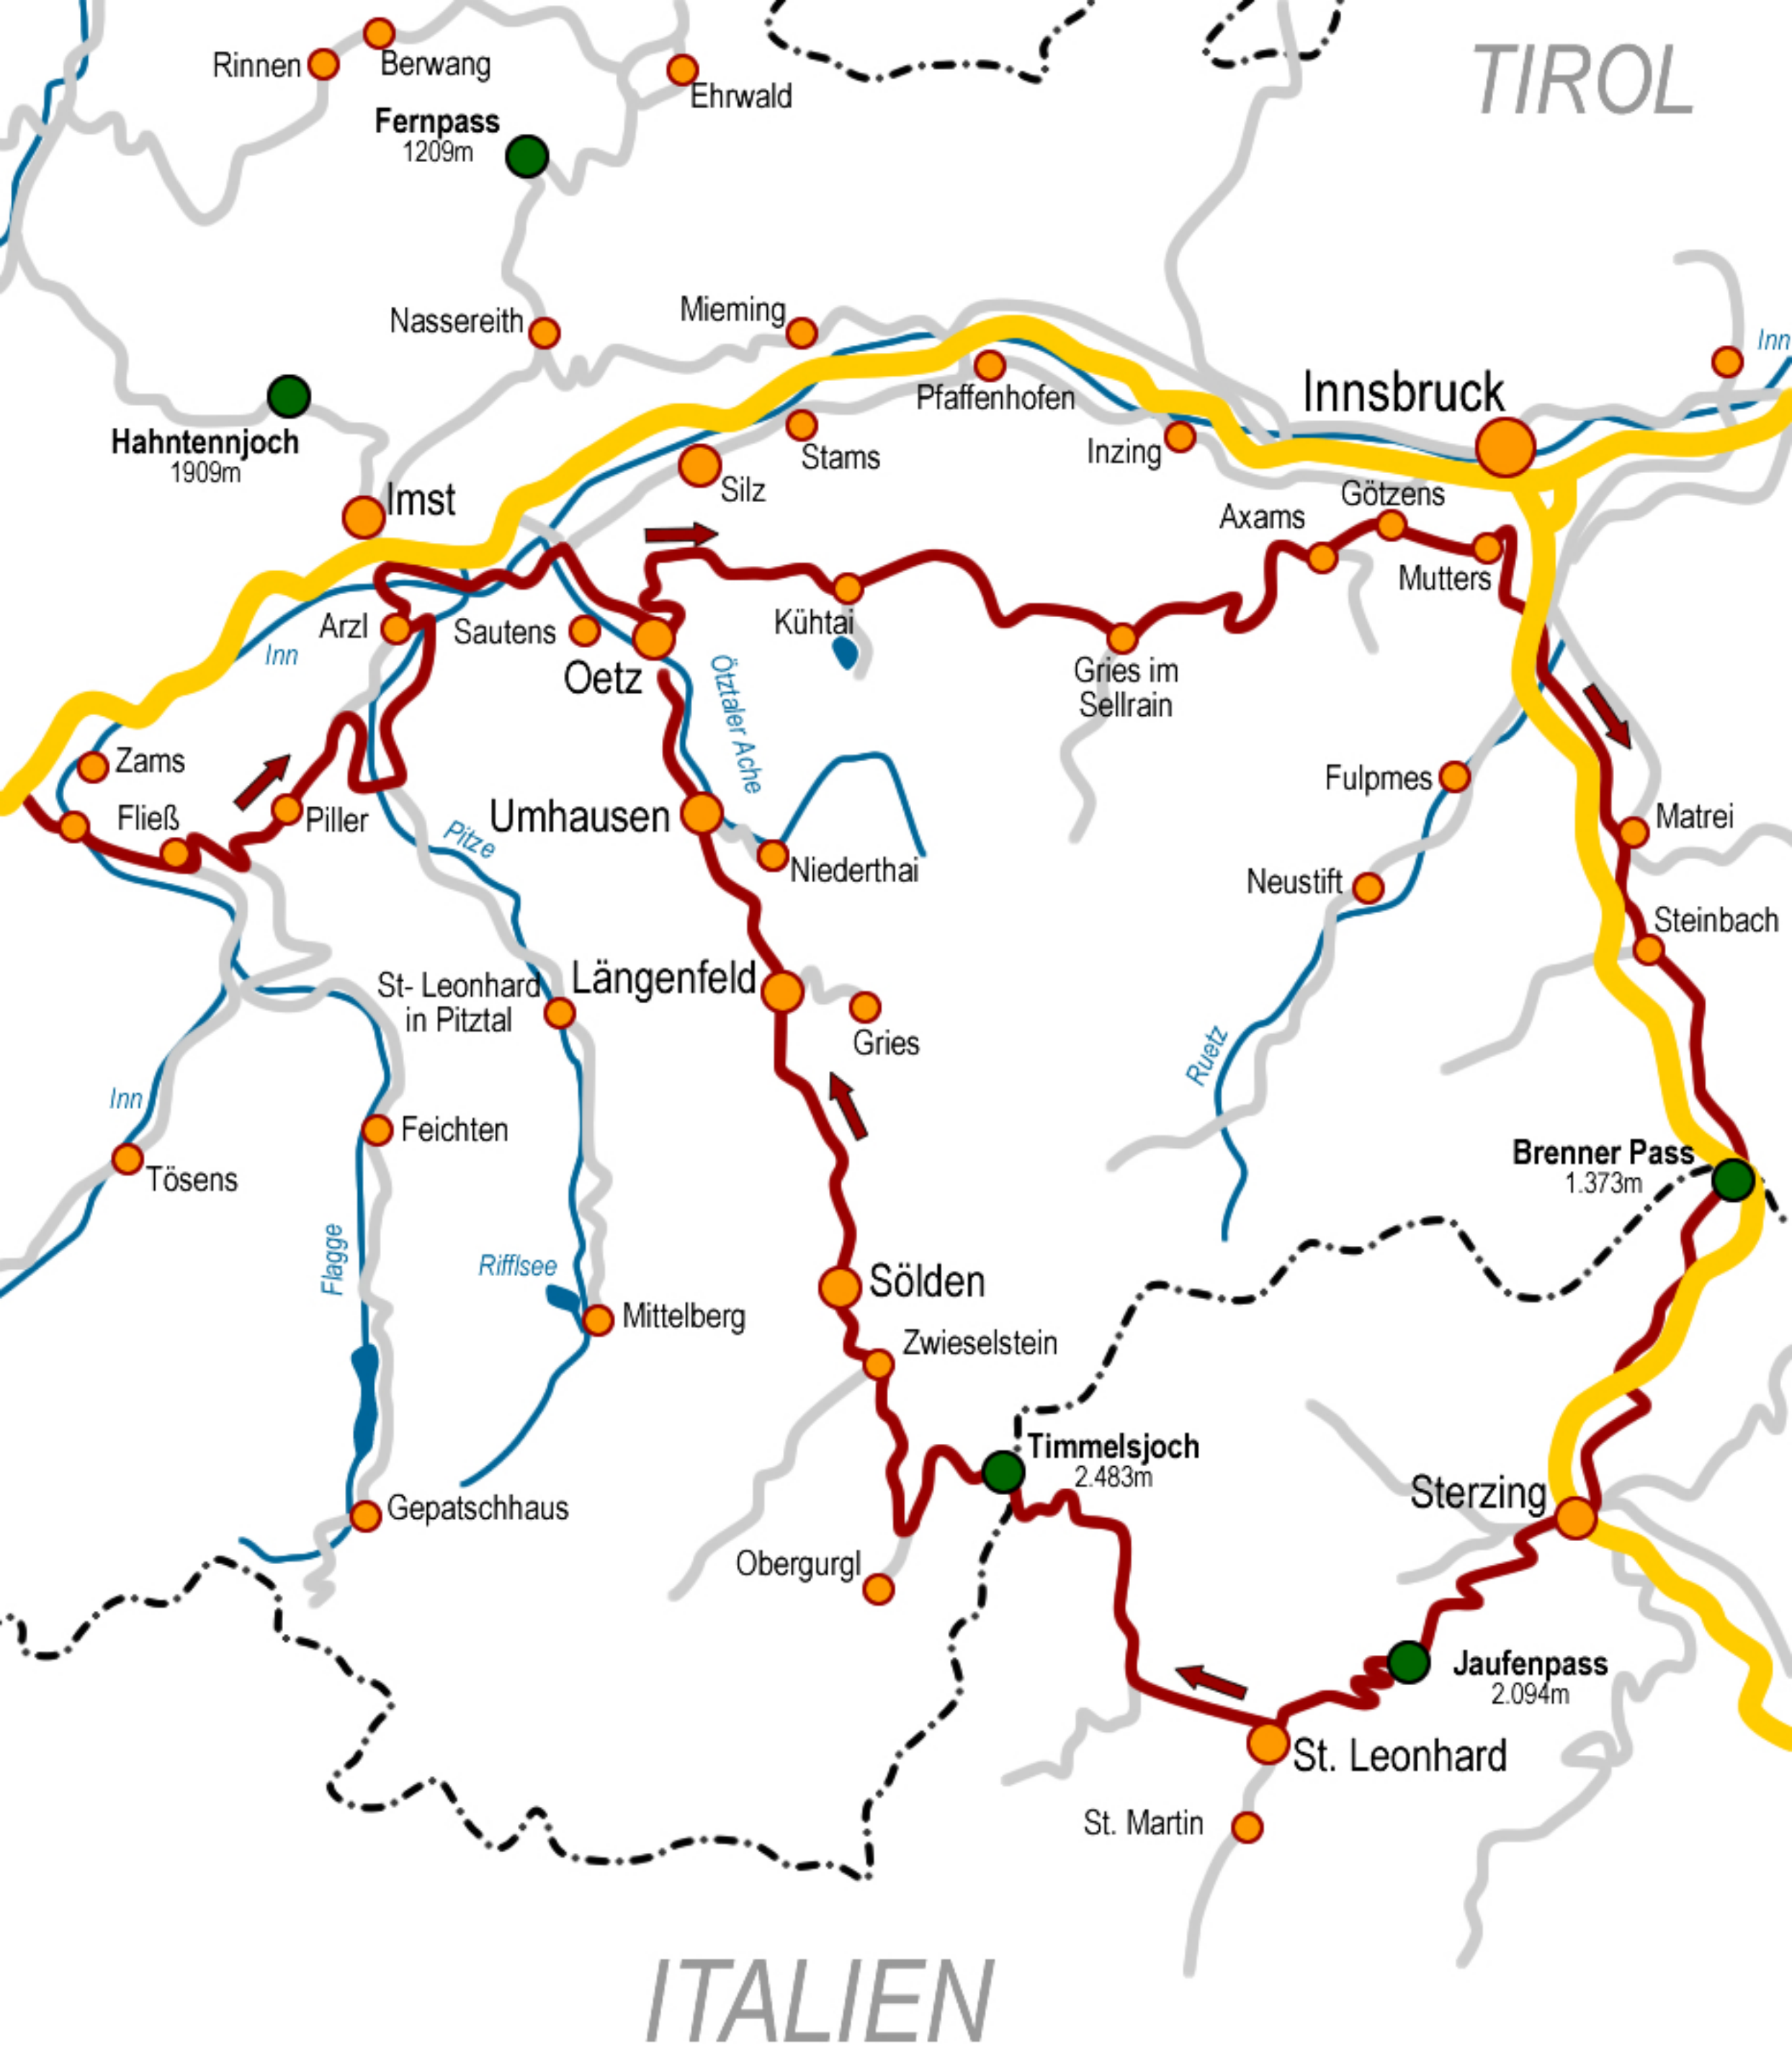 TIROL
Rinnen
Berwang
Ehrwald
Fernpass
1209m
Nassereith
Mieming
Inn
Pfaffenhofen
Innsbruck
Hahntennjoch
1909m
Imst
Stams
Silz
Inzing
Götzens
Axams
Mutters
Arzl
Sautens
Oetz
Inn
Kühtai
Ötztaler Ache
Gries im
Sellrain
Zams
Fließ
Piller
Pitze
Umhausen
Niederthai
Fulpmes
Matrei
Neustift
Steinbach
St- Leonhard
in Pitztal
Längenfeld
Gries
Ruetz
Inn
Feichten
Tösens
Brenner Pass
1.373m
Flagge
Rifflsee
Mittelberg
Sölden
Zwieselstein
Timmelsjoch
2.483m
Sterzing
Gepatschhaus
Obergurgl
Jaufenpass
2.094m
St. Leonhard
St. Martin
ITALIEN